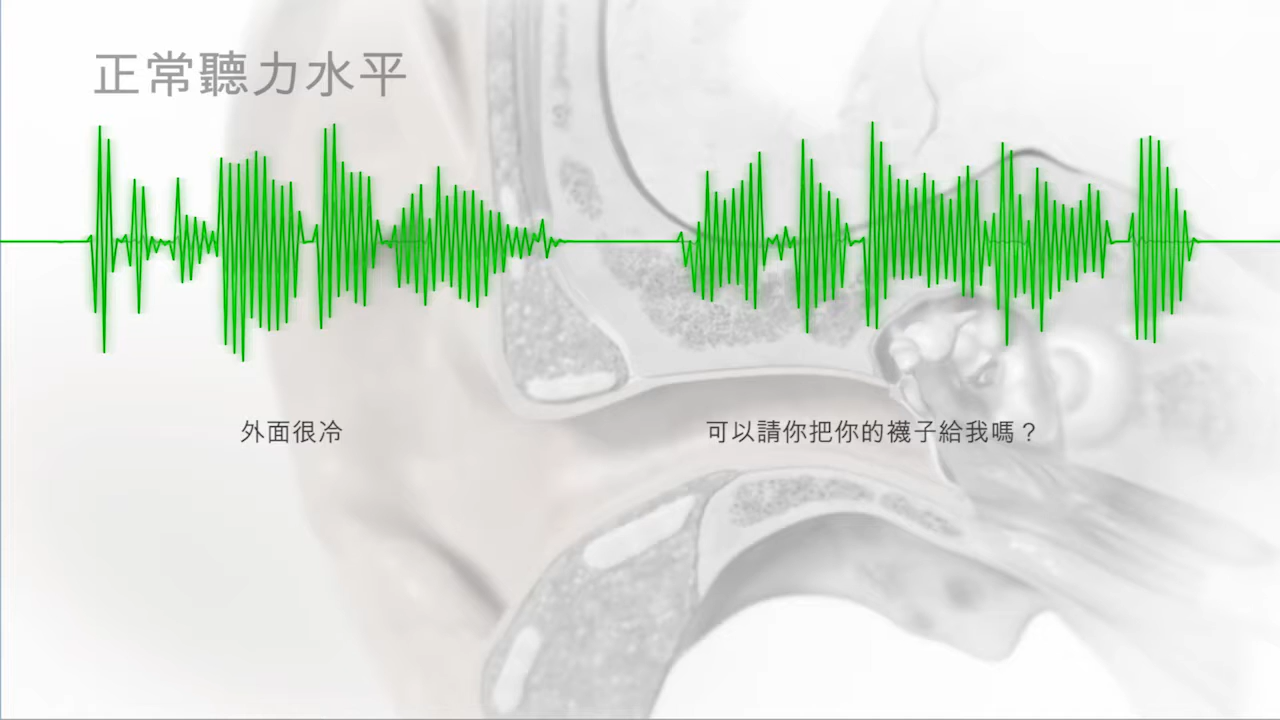 正常聽力水平
外面很冷
可以請你把你的襪子給我嗎？